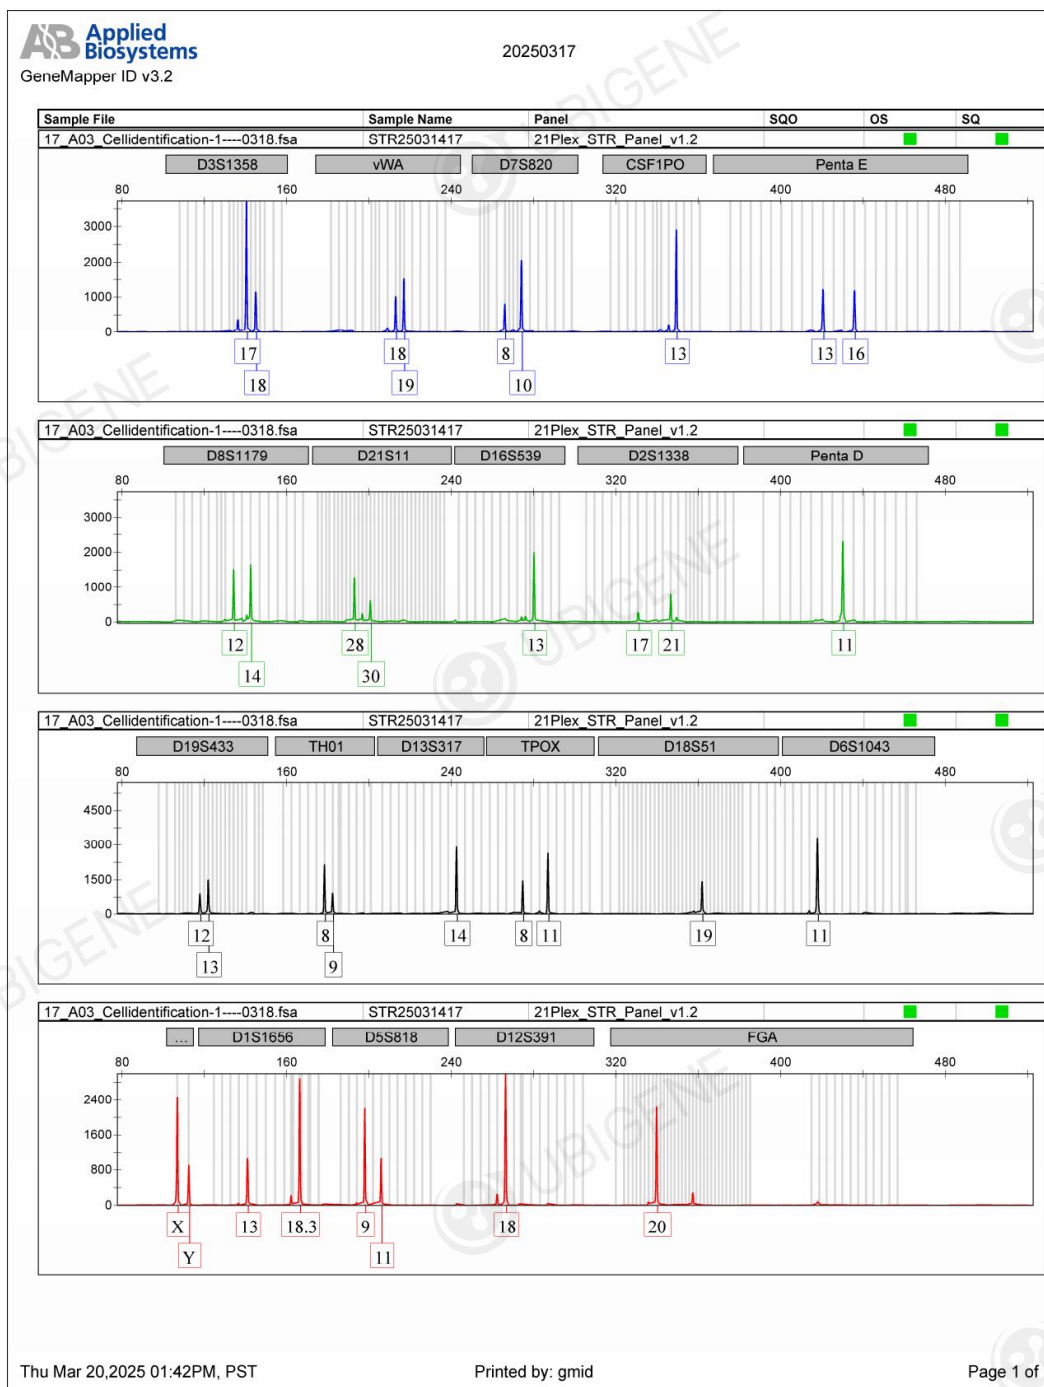 AB Applied
Biosystems
GeneMapper ID v3.2
20250317
Sample File Sample Name Panel SQO OS SQ
17_A03_Cellidentification-1----0318.fsa STR25031417 21Plex_STR_Panel_v1.2
D3S1358 vWA D7S820 CSF1PO Penta E
80 160 240 320 400 480
3000
2000
1000
0
17 18 8 13 13 16
18 19 10
17_A03_Cellidentification-1----0318.fsa STR25031417 21Plex_STR_Panel_v1.2
D8S1179 D21S11 D16S539 D2S1338 Penta D
80 160 240 320 400 480
3000
2000
1000
0
12 28 13 17 21 11
14 30
17_A03_Cellidentification-1----0318.fsa STR25031417 21Plex_STR_Panel_v1.2
D19S433 TH01 D13S317 TPOX D18S51 D6S1043
80 160 240 320 400 480
4500
3000
1500
0
12 8 14 8 11 19 11
13 9
17_A03_Cellidentification-1----0318.fsa STR25031417 21Plex_STR_Panel_v1.2
... D1S1656 D5S818 D12S391 FGA
80 160 240 320 400 480
2400
1600
800
0
X 13 18.3 9 18 20
Y 11
Thu Mar 20,2025 01:42PM, PST Printed by: gmid Page 1 of
UBIGENE
UBIGENE
UBIGENE
UBIGENE